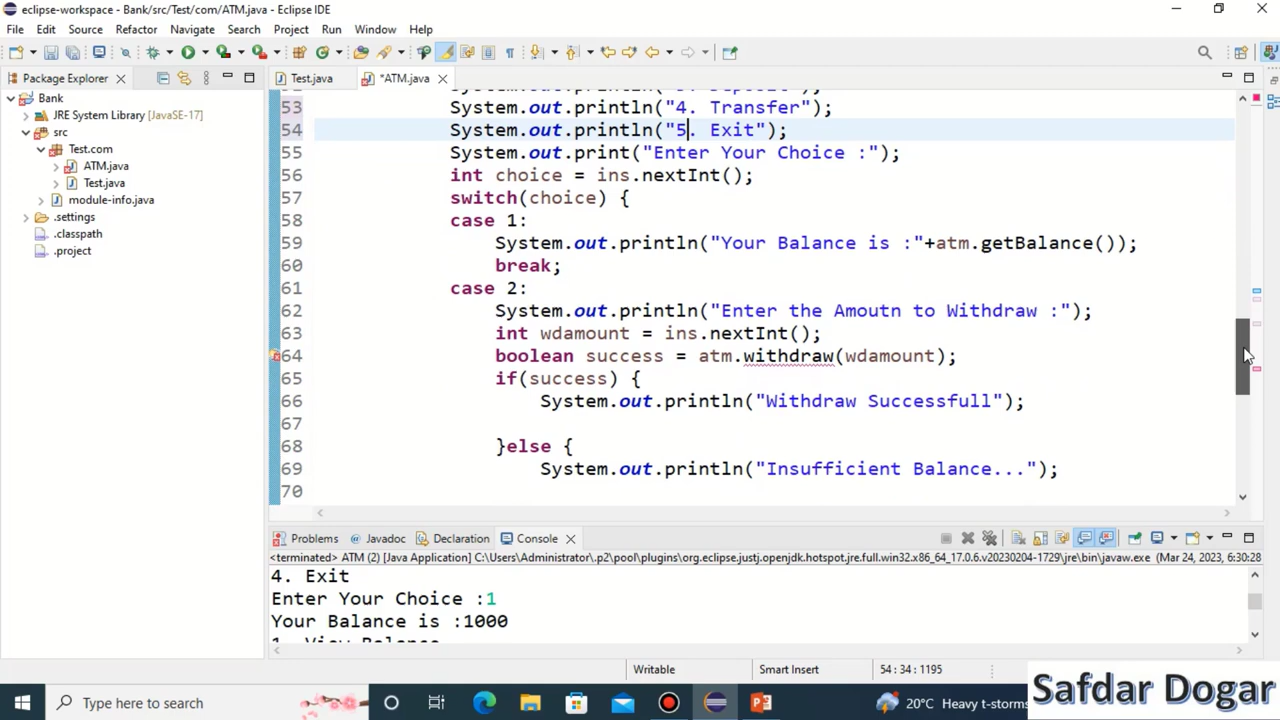 eclipse-workspace - Bank/src/Test/com/ATM.java - Eclipse IDE
File Edit Source Refactor Navigate Search Project Run Window Help
Package Explorer
Test.java
*ATM.java
Bank
JRE System Library [JavaSE-17]
src
Test.com
ATM.java
Test.java
module-info.java
.settings
.classpath
.project
53 System.out.println("4. Transfer");
54 System.out.println("5. Exit");
55 System.out.print("Enter Your Choice :");
56 int choice = ins.nextInt();
57 switch(choice) {
58 case 1:
59 System.out.println("Your Balance is :"+atm.getBalance());
60 break;
61 case 2:
62 System.out.println("Enter the Amoutn to Withdraw :");
63 int wdamount = ins.nextInt();
64 boolean success = atm.withdraw(wdamount);
65 if(success) {
66 System.out.println("Withdraw Successfull");
67
68 }else {
69 System.out.println("Insufficient Balance...");
70
Problems Javadoc Declaration Console
<terminated> ATM (2) [Java Application] C:\Users\Administrator\.p2\pool\plugins\org.eclipse.justj.openjdk.hotspot.jre.full.win32.x86_64_17.0.6.v20230204-1729\jre\bin\javaw.exe (Mar 24, 2023, 6:30:28
4. Exit
Enter Your Choice :1
Your Balance is :1000
1. View Balance
Writable Smart Insert 54 : 34 : 1195
Type here to search
20°C Heavy t-storms
Safdar Dogar